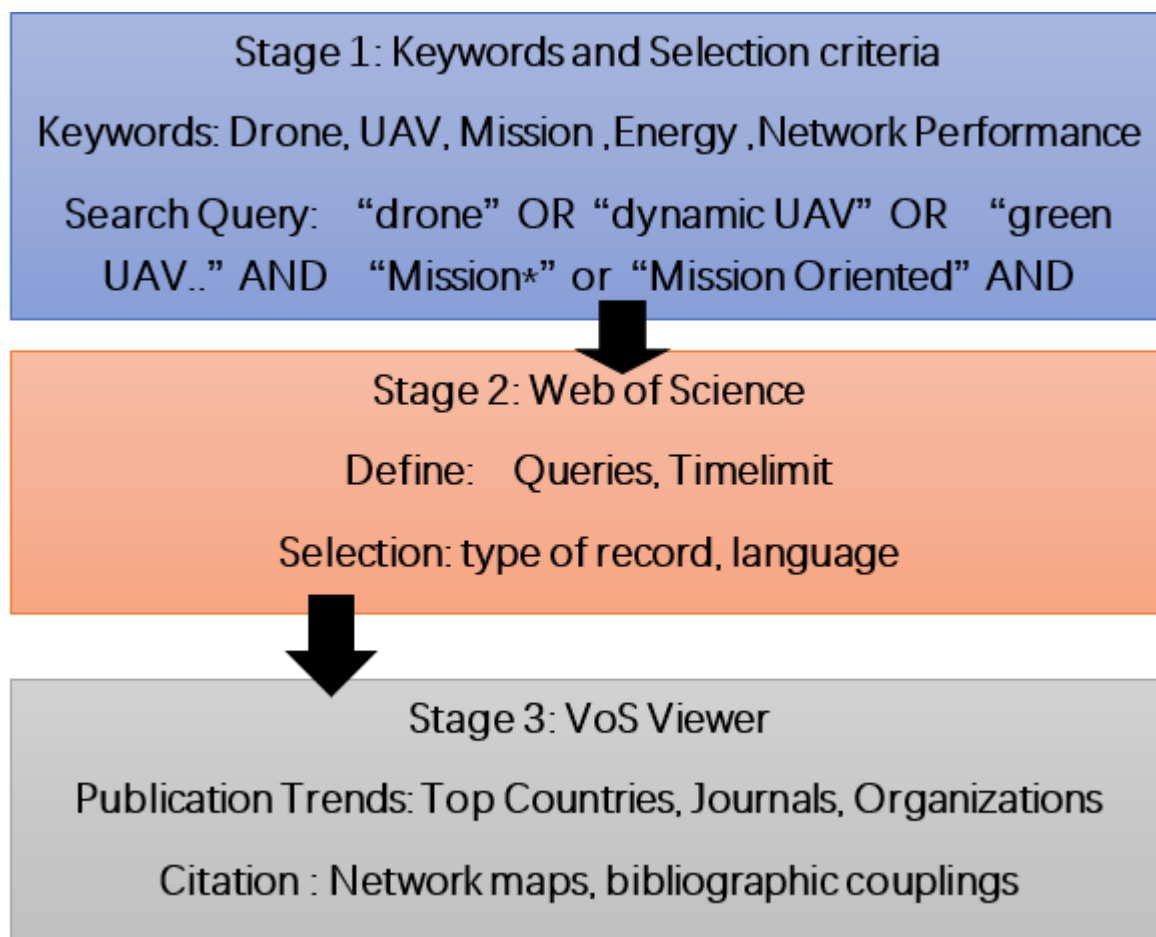 Stage 1: Keywords and Selection criteria
Keywords: Drone, UAV, Mission ,Energy ,Network Performance
Search Query: “drone” OR “dynamic UAV” OR “green
UAV..” AND “Mission*” or “Mission Oriented” AND
Stage 2: Web of Science
Define: Queries, Timelimit
Selection: type of record, language
Stage 3: VoS Viewer
Publication Trends: Top Countries, Journals, Organizations
Citation : Network maps, bibliographic couplings